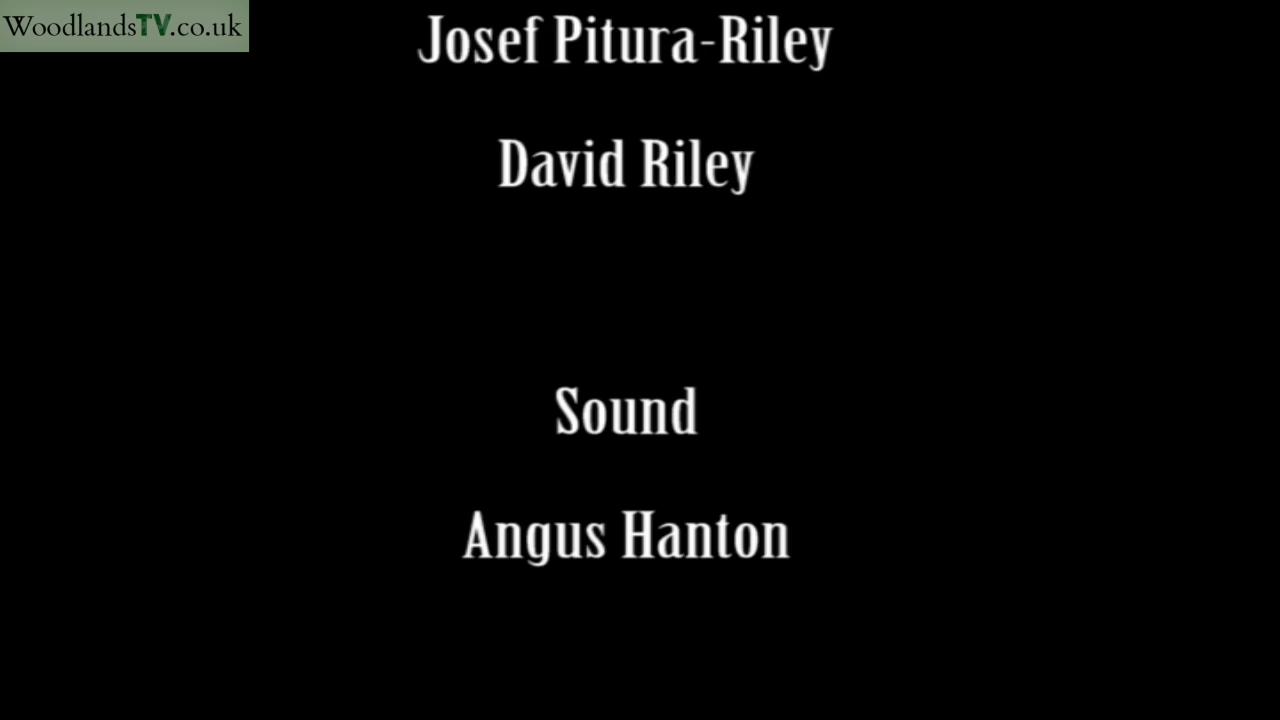 WoodlandsTV.co.uk
Josef Pitura-Riley
David Riley
Sound
Angus Hanton